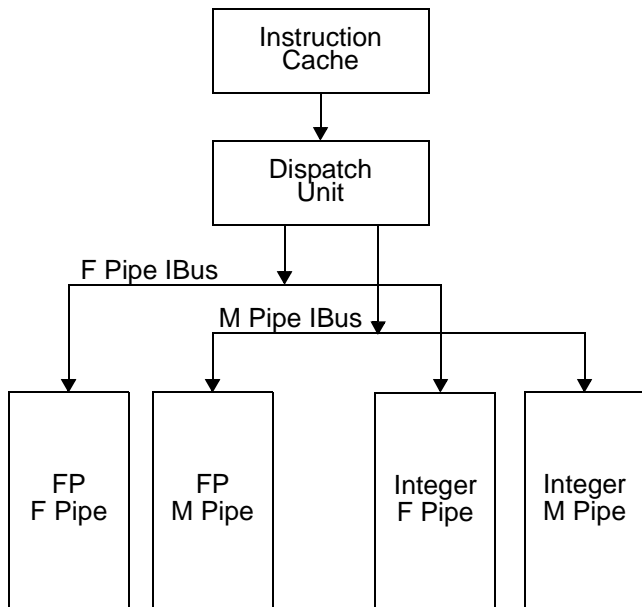 Instruction
Cache
Dispatch
Unit
F Pipe IBus
M Pipe IBus
FP
F Pipe
FP
M Pipe
Integer
F Pipe
Integer
M Pipe